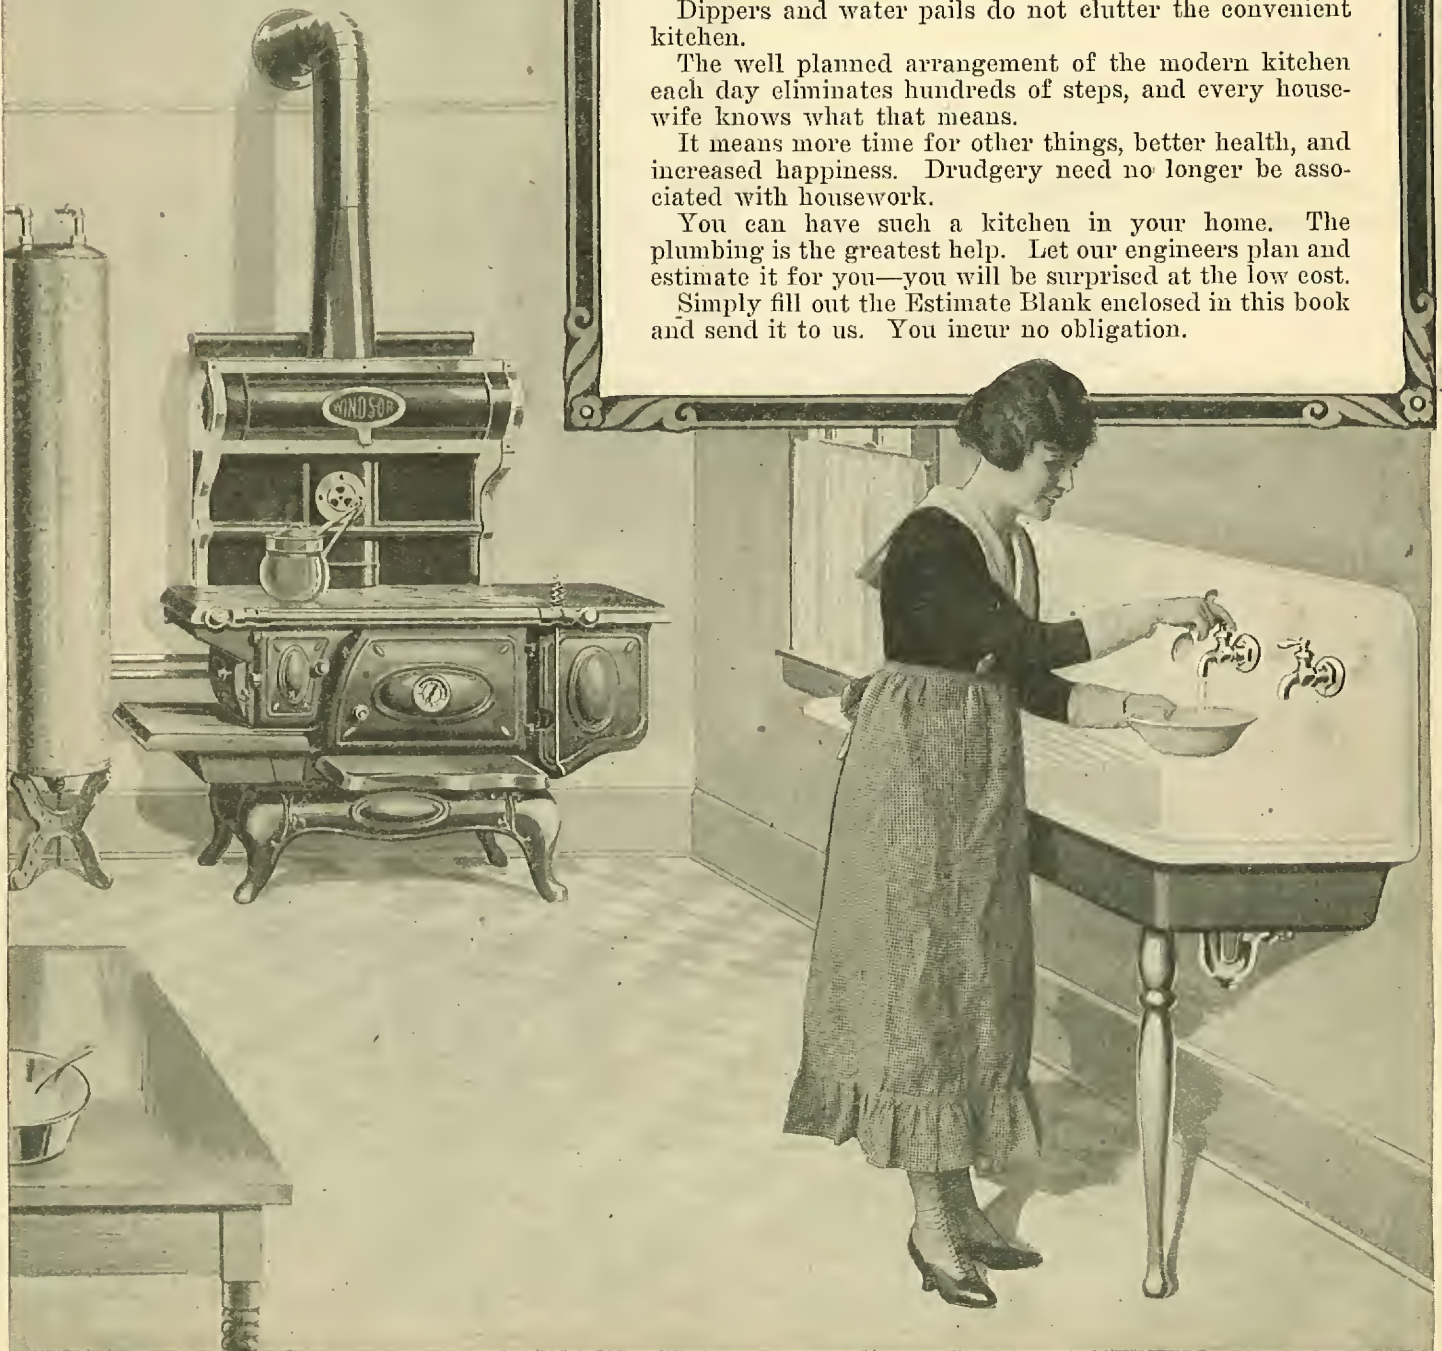 Dippers and water pails do not clutter the convenient
kitchen.
The well planned arrangement of the modern kitchen
each day eliminates hundreds of steps, and every house-
wife knows what that means.
It means more time for other things, better health, and
increased happiness. Drudgery need no longer be asso-
ciated with housework.
You can have such a kitchen in your home. The
plumbing is the greatest help. Let our engineers plan and
estimate it for you—you will be surprised at the low cost.
Simply fill out the Estimate Blank enclosed in this book
and send it to us. You incur no obligation.
WINDSOR